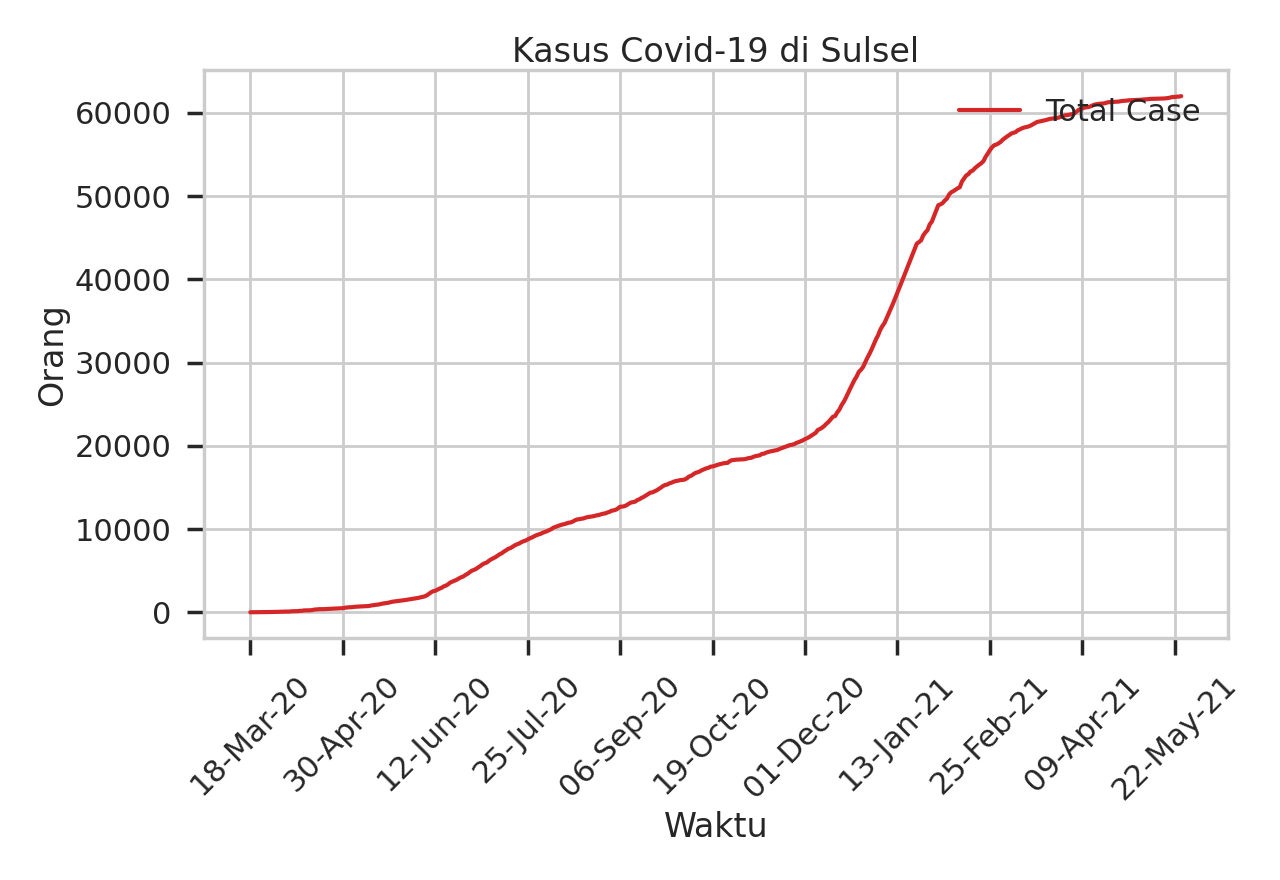 Kasus Covid-19 di Sulsel
Total Case
60000
50000
40000
30000
20000
10000
0
Orang
18-Mar-20
30-Apr-20
12-Jun-20
25-Jul-20
06-Sep-20
19-Oct-20
01-Dec-20
13-Jan-21
25-Feb-21
09-Apr-21
22-May-21
Waktu